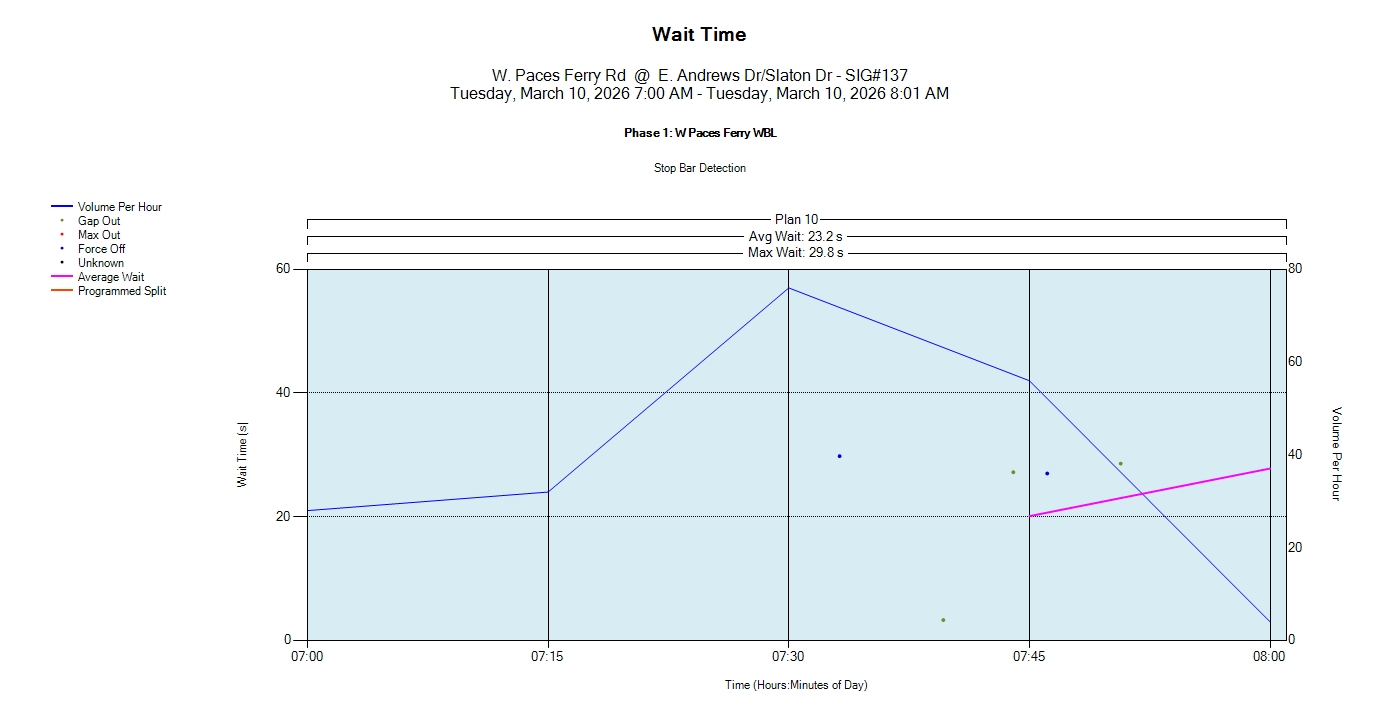 Wait Time
W. Paces Ferry Rd @ E. Andrews Dr/Slaton Dr - SIG#137
Tuesday, March 10, 2026 7:00 AM - Tuesday, March 10, 2026 8:01 AM
Phase 1: W Paces Ferry WBL
Stop Bar Detection
Volume Per Hour
Gap Out
Max Out
Force Off
Unknown
Average Wait
Programmed Split
Plan 10
Avg Wait: 23.2 s
Max Wait: 29.8 s
60
40
20
0
Wait Time [s]
80
60
40
20
0
Volume Per Hour
07:00
07:15
07:30
07:45
08:00
Time (Hours:Minutes of Day)